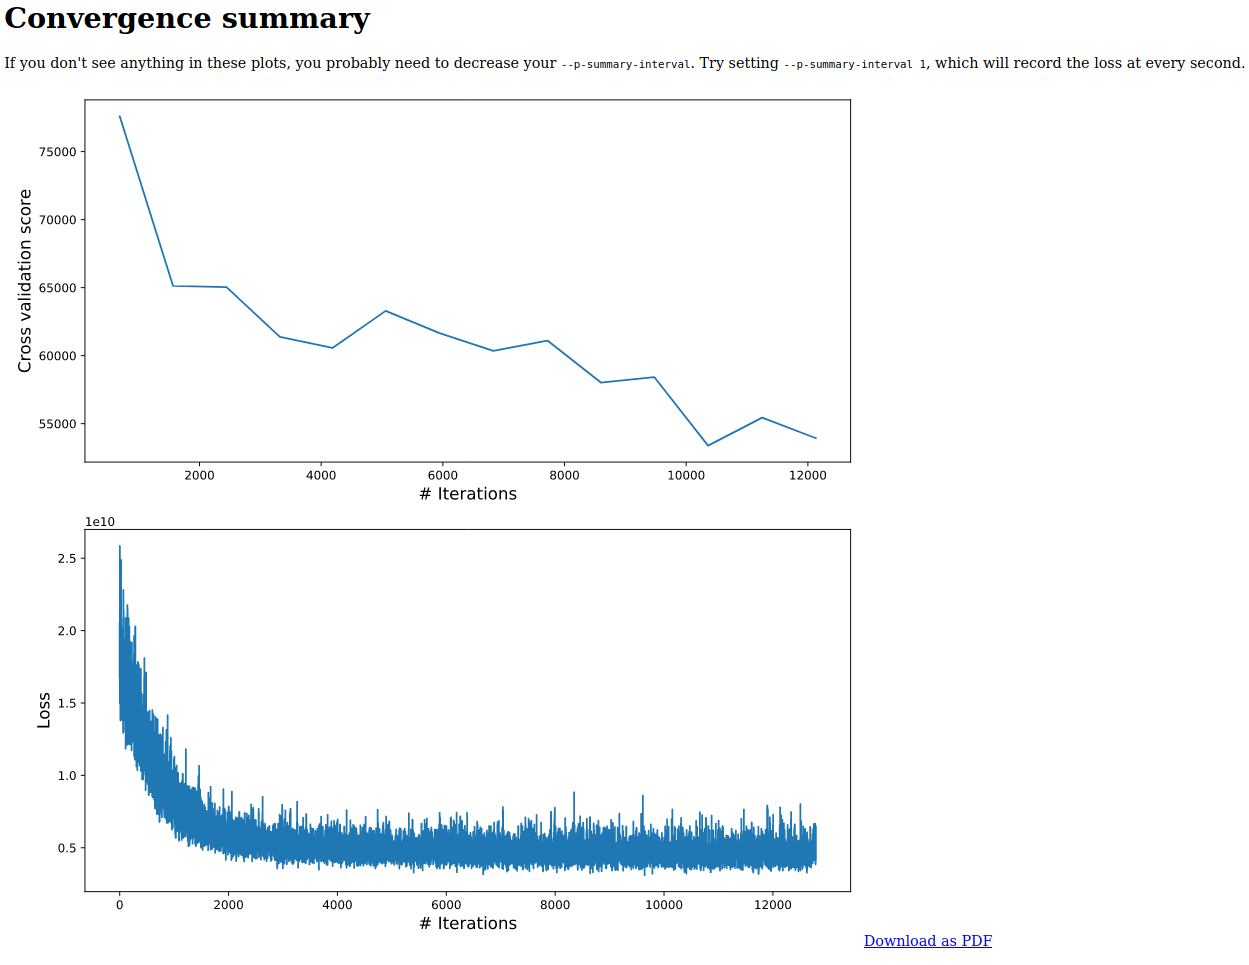 Convergence summary
If you don't see anything in these plots, you probably need to decrease your --p-summary-interval. Try setting --p-summary-interval 1, which will record the loss at every second.
75000
70000
65000
60000
55000
Cross validation score
2000 4000 6000 8000 10000 12000
# Iterations
1e10
2.5
2.0
1.5
1.0
0.5
Loss
0 2000 4000 6000 8000 10000 12000
# Iterations
Download as PDF